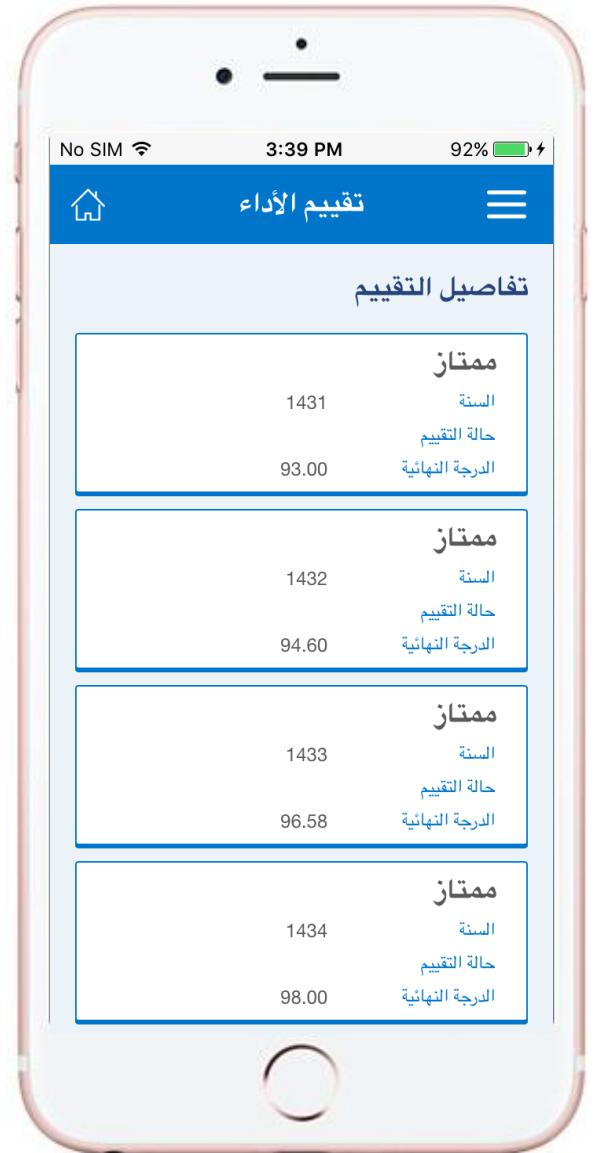 No SIM 3:39 PM 92%
تقييم الأداء
تفاصيل التقييم
ممتاز
السنة 1431
حالة التقييم
الدرجة النهائية 93.00
ممتاز
السنة 1432
حالة التقييم
الدرجة النهائية 94.60
ممتاز
السنة 1433
حالة التقييم
الدرجة النهائية 96.58
ممتاز
السنة 1434
حالة التقييم
الدرجة النهائية 98.00